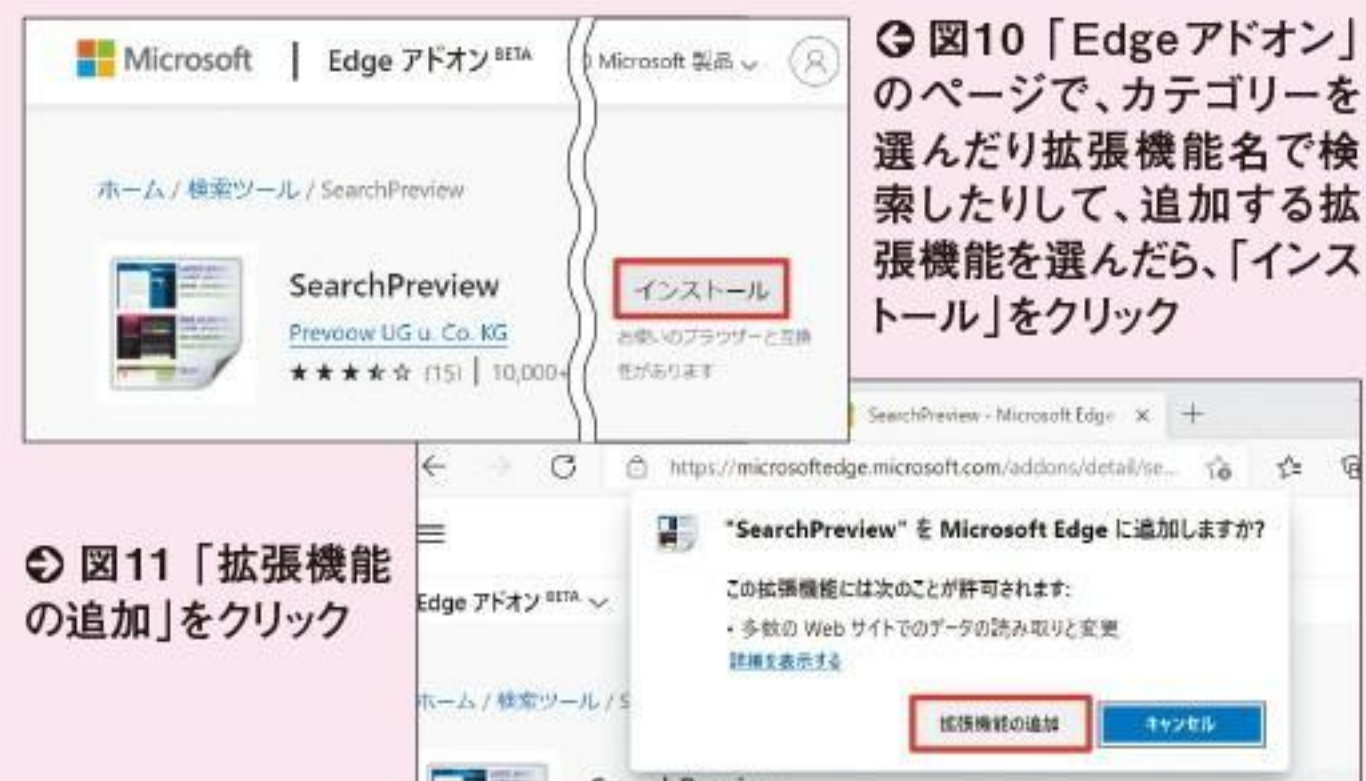 Microsoft | Edge アドオン BETA
Microsoft 製品
ホーム / 検索ツール / SearchPreview
SearchPreview
インストール
Prevoow UG u. Co. KG
お使いのブラウザーと互換
性があります
★★★★☆ (15) | 10,000+
図10「Edgeアドオン」
のページで、カテゴリーを
選んだり拡張機能名で検
索したりして、追加する拡
張機能を選んだら、「インス
トール」をクリック
図11「拡張機能
の追加」をクリック
SearchPreview - Microsoft Edge
https://microsoftedge.microsoft.com/addons/detail/se...
"SearchPreview" を Microsoft Edge に追加しますか?
この拡張機能には次のことが許可されます:
・多数の Web サイトでのデータの読み取りと変更
詳細を表示する
拡張機能の追加
キャンセル
Edge アドオン BETA
ホーム / 検索ツール / S